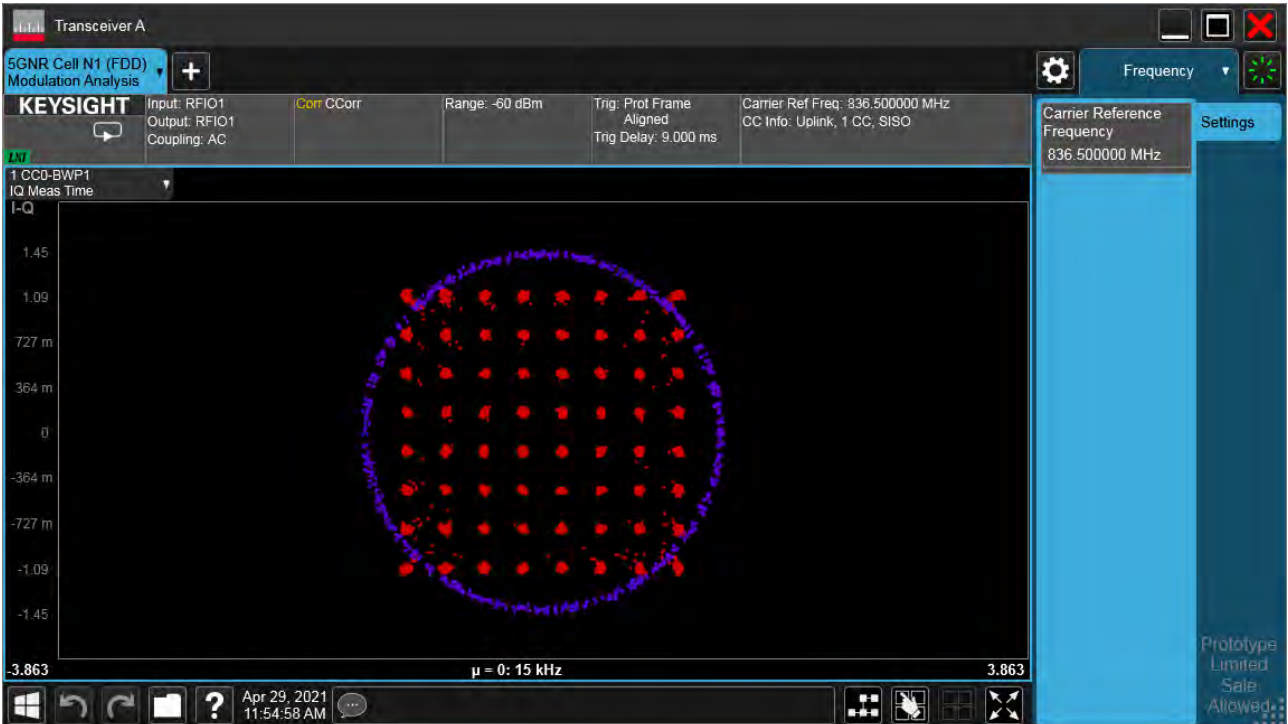 Transceiver A
5GNR Cell N1 (FDD)
Modulation Analysis
+
Frequency
KEYSIGHT
LXI
Input: RFIO1
Output: RFIO1
Coupling: AC
Corr CCorr
Range: -60 dBm
Trig: Prot Frame
Aligned
Trig Delay: 9.000 ms
Carrier Ref Freq: 836.500000 MHz
CC Info: Uplink, 1 CC, SISO
Carrier Reference
Frequency
836.500000 MHz
Settings
1 CC0-BWP1
IQ Meas Time
I-Q
1.45
1.09
727 m
364 m
0
-364 m
-727 m
-1.09
-1.45
-3.863
μ = 0: 15 kHz
3.863
Prototype
Limited
Sale
Allowed
?
Apr 29, 2021
11:54:58 AM